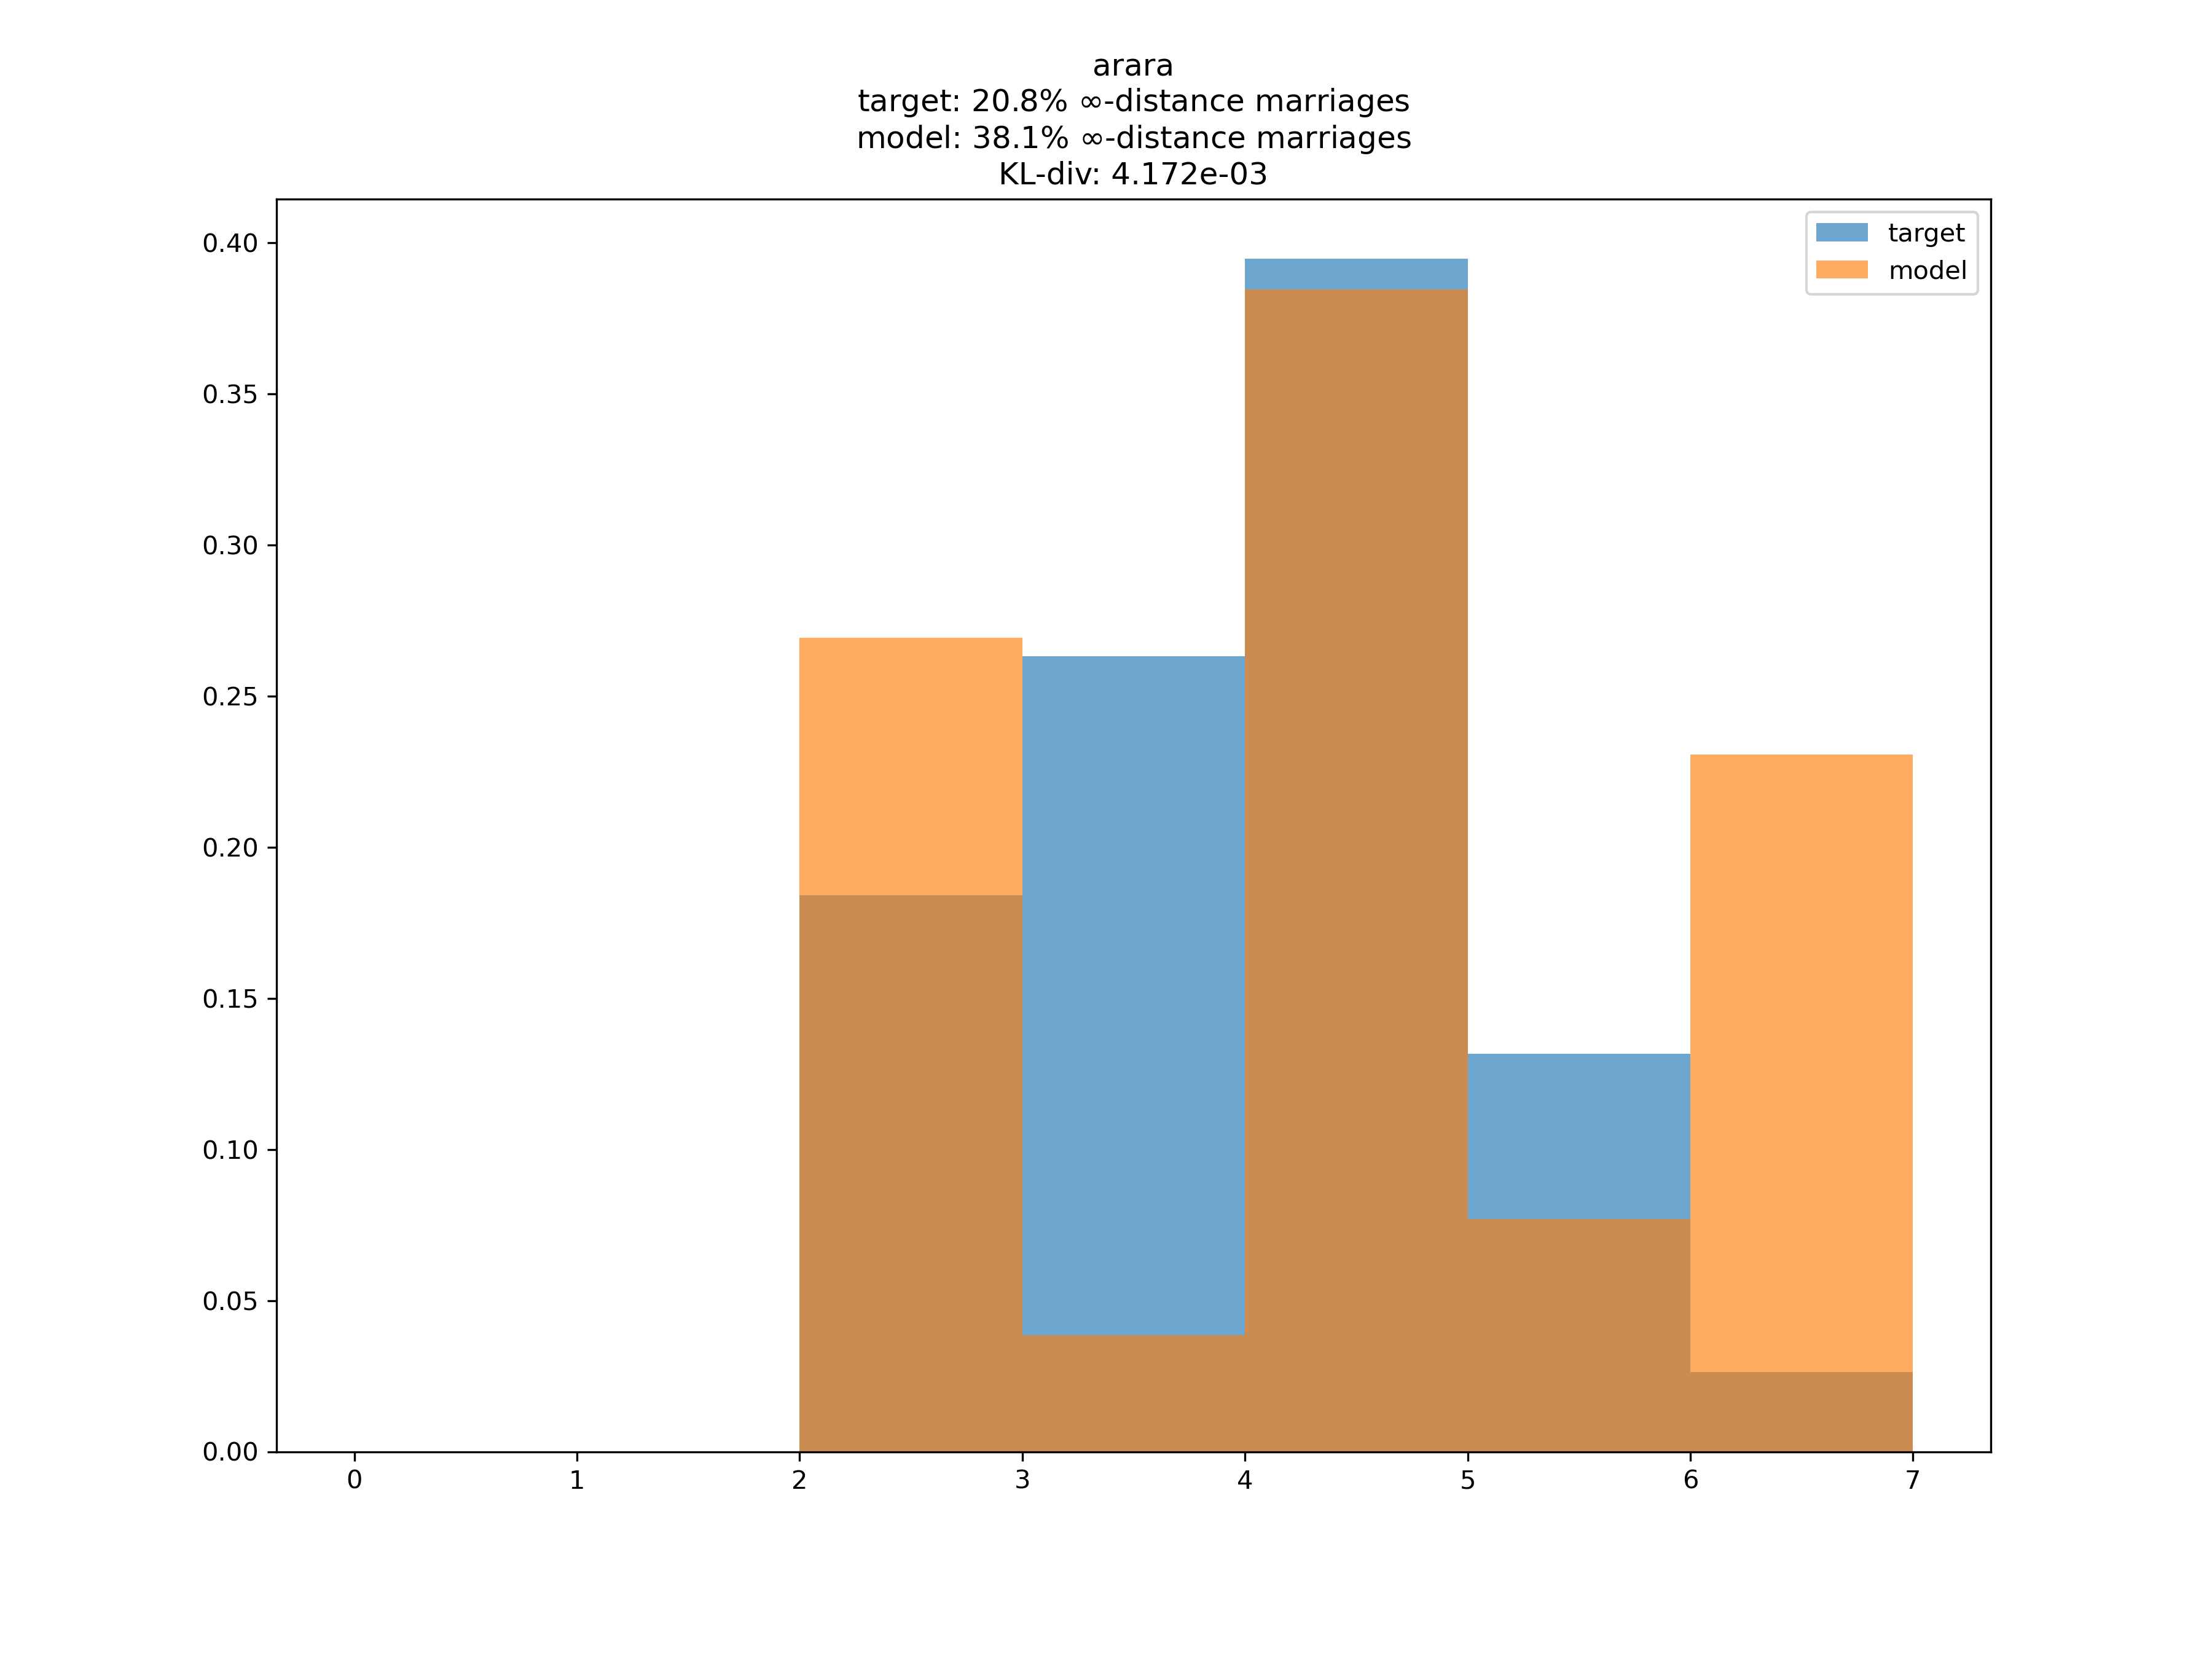 arara
target: 20.8% ∞-distance marriages
model: 38.1% ∞-distance marriages
KL-div: 4.172e-03
target
model
0.40
0.35
0.30
0.25
0.20
0.15
0.10
0.05
0.00
0 1 2 3 4 5 6 7